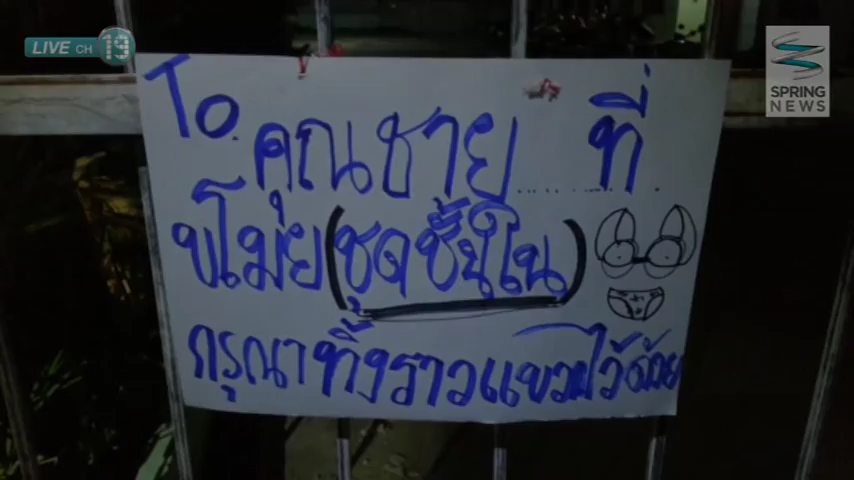 LIVE CH 19
SPRING
NEWS
To. คุณชาย........ที่
ขโมย(ชุดชั้นใน)
กรุณาทิ้งราวแขวนไว้ด้วย